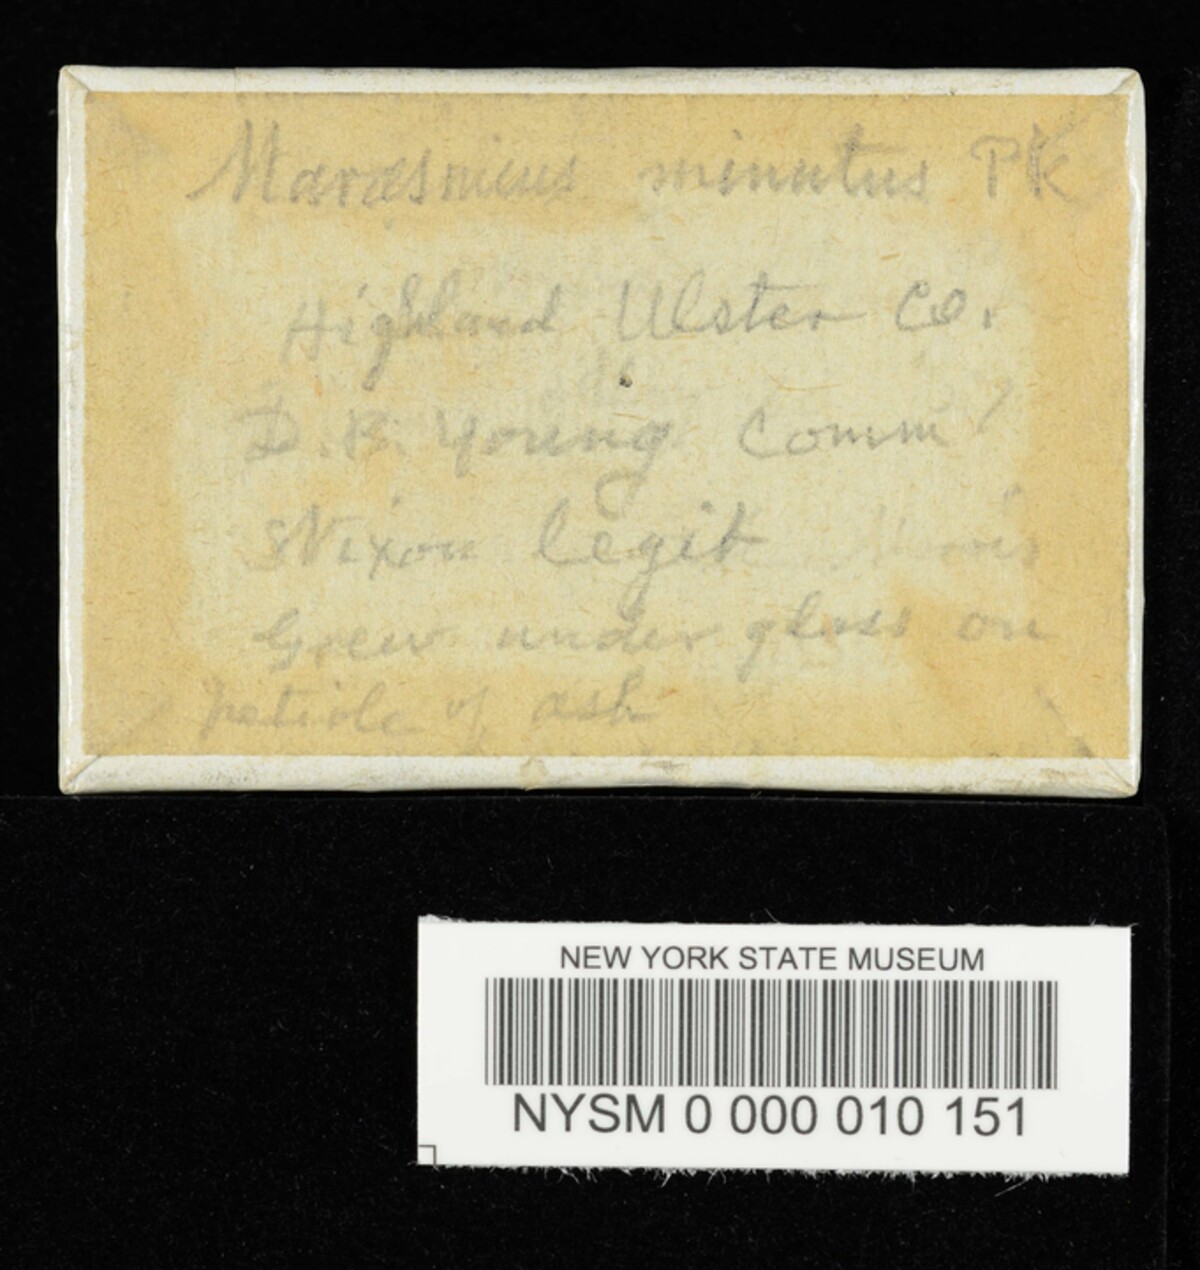 Marasmius minutus Pk
Highland Ulster Co.
D. B. Young Comm
Nixon legit
Grew under glass on
petiole of ash
NEW YORK STATE MUSEUM
NYSM 0 000 010 151